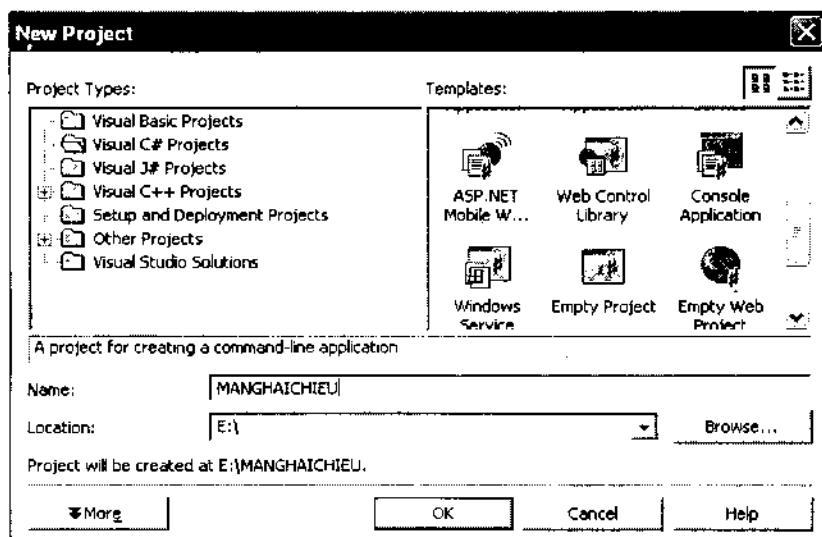 New Project
Project Types:
Templates:
Visual Basic Projects
Visual C# Projects
Visual J# Projects
Visual C++ Projects
Setup and Deployment Projects
Other Projects
Visual Studio Solutions
ASP.NET
Mobile W...
Web Control
Library
Console
Application
Windows
Service
Empty Project
Empty Web
Project
A project for creating a command-line application
Name:
MANGHAICHIEU
Location:
E:\
Browse...
Project will be created at E:\MANGHAICHIEU.
More
OK
Cancel
Help